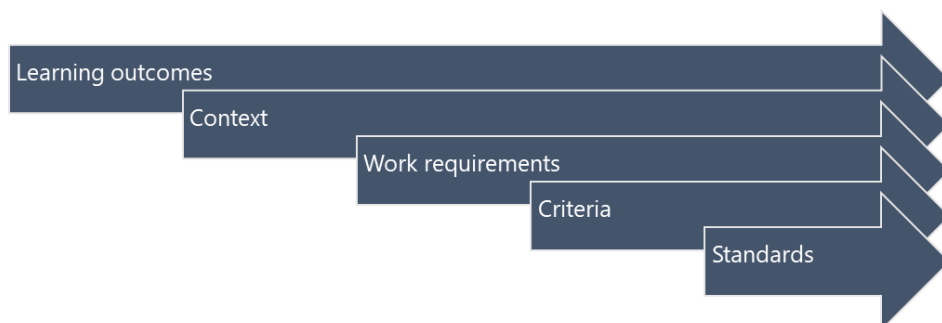 Learning outcomes
Context
Work requirements
Criteria
Standards